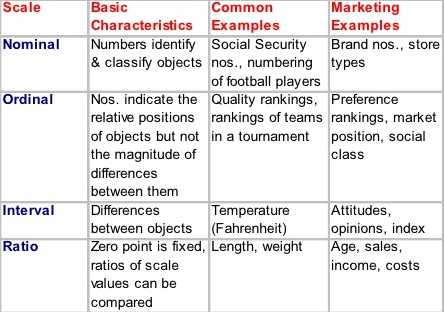 Scale Basic Common Marketing
Characteristics Examples Examples
Nominal Numbers identify Social Security Brand nos., store
& classify objects nos., numbering types
of football players
Ordinal Nos. indicate the Quality rankings, Preference
relative positions rankings of teams rankings, market
of objects but not in a tournament position, social
the magnitude of class
differences
between them
Interval Differences Temperature Attitudes,
between objects (Fahrenheit) opinions, index
Ratio Zero point is fixed, Length, weight Age, sales,
ratios of scale income, costs
values can be
compared